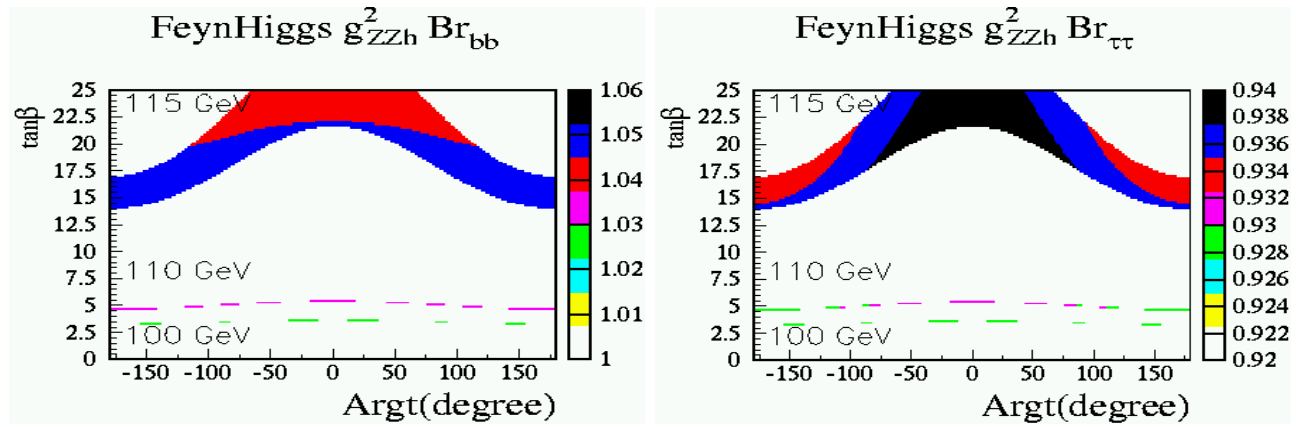 FeynHiggs g²ZZh Brbb
tanβ
25
22.5
20
17.5
15
12.5
10
7.5
5
2.5
0
115 GeV
110 GeV
100 GeV
-150 -100 -50 0 50 100 150
Argt(degree)
1.06
1.05
1.04
1.03
1.02
1.01
1
FeynHiggs g²ZZh Brττ
tanβ
25
22.5
20
17.5
15
12.5
10
7.5
5
2.5
0
115 GeV
110 GeV
100 GeV
-150 -100 -50 0 50 100 150
Argt(degree)
0.94
0.938
0.936
0.934
0.932
0.93
0.928
0.926
0.924
0.922
0.92